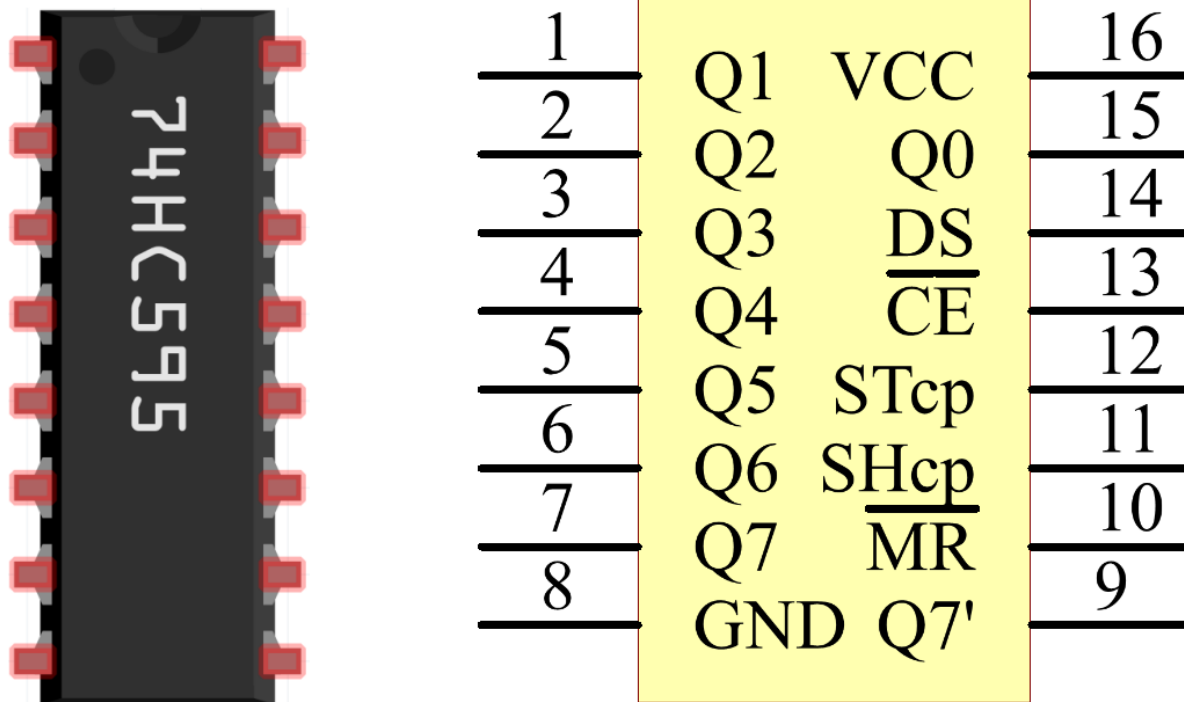 74HC595
1 Q1 VCC 16
2 Q2 Q0 15
3 Q3 DS 14
4 Q4 CE 13
5 Q5 STcp 12
6 Q6 SHcp 11
7 Q7 MR 10
8 GND Q7' 9